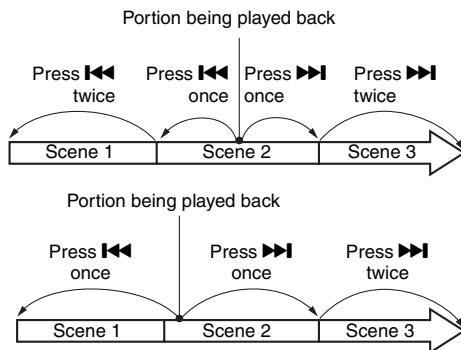 Portion being played back
Press ⏮ twice
Press ⏮ once
Press ⏭ once
Press ⏭ twice
Scene 1
Scene 2
Scene 3
Portion being played back
Press ⏮ once
Press ⏭ once
Press ⏭ twice
Scene 1
Scene 2
Scene 3